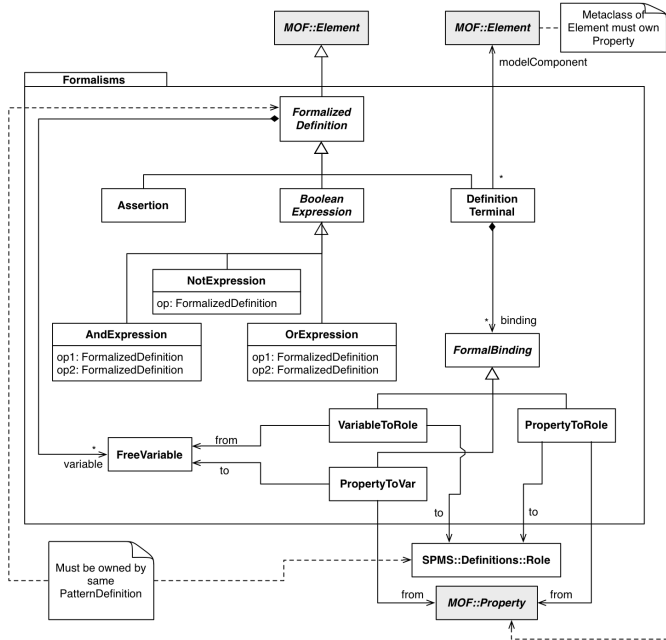 MOF::Element
MOF::Element
Metaclass of
Element must own
Property
modelComponent
Formalisms
Formalized
Definition
*
Assertion
Boolean
Expression
Definition
Terminal
NotExpression
op: FormalizedDefinition
AndExpression
op1: FormalizedDefinition
op2: FormalizedDefinition
OrExpression
op1: FormalizedDefinition
op2: FormalizedDefinition
* binding
FormalBinding
VariableToRole
PropertyToRole
*
variable
FreeVariable
from
to
PropertyToVar
to
to
Must be owned by
same
PatternDefinition
SPMS::Definitions::Role
from
MOF::Property
from